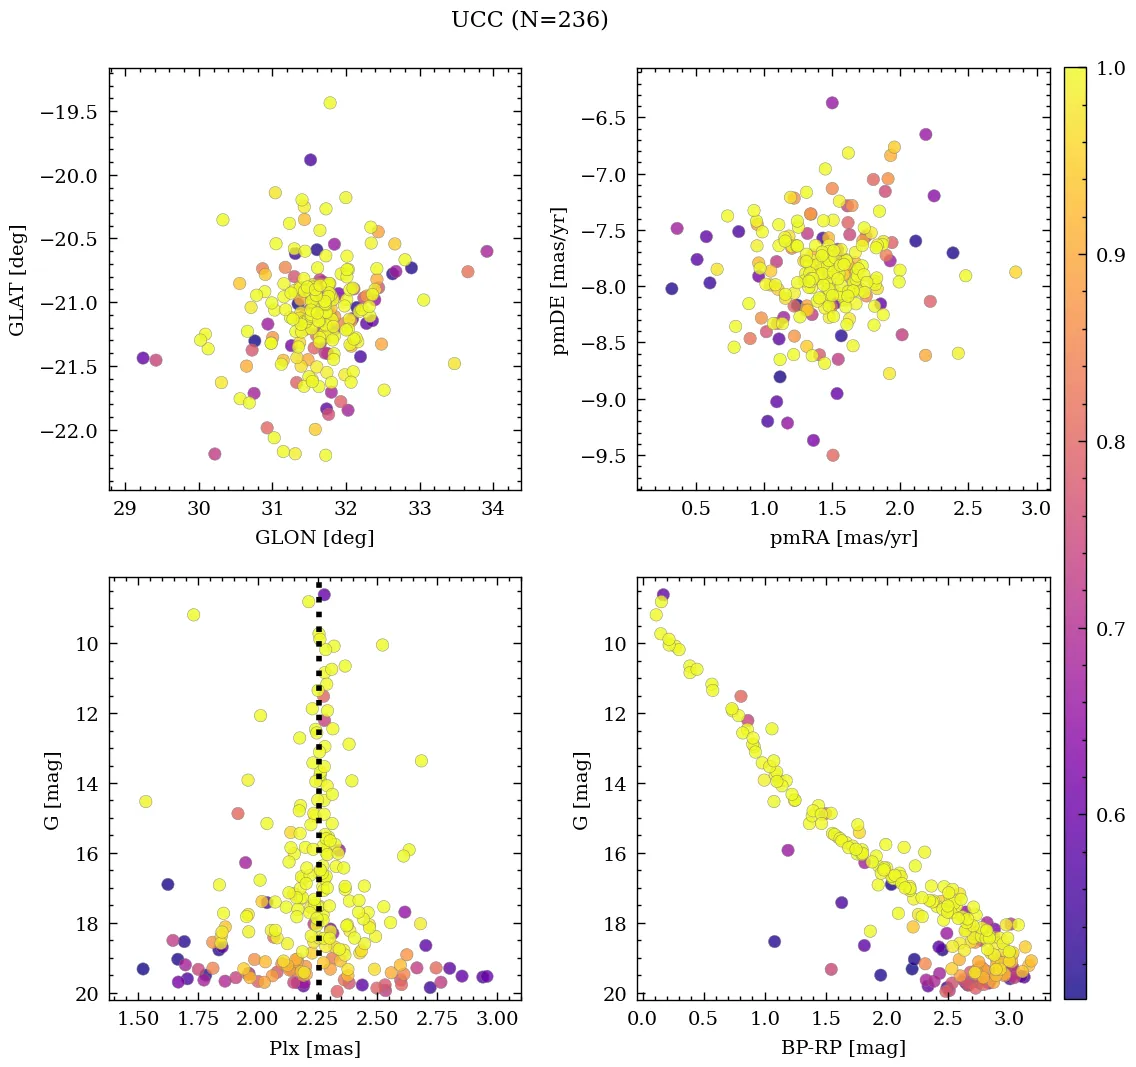 UCC (N=236)
−19.5
−20.0
−20.5
−21.0
−21.5
−22.0
GLAT [deg]
29 30 31 32 33 34
GLON [deg]
−6.5
−7.0
−7.5
−8.0
−8.5
−9.0
−9.5
pmDE [mas/yr]
0.5 1.0 1.5 2.0 2.5 3.0
pmRA [mas/yr]
10
12
14
16
18
20
G [mag]
1.50 1.75 2.00 2.25 2.50 2.75 3.00
Plx [mas]
10
12
14
16
18
20
G [mag]
0.0 0.5 1.0 1.5 2.0 2.5 3.0
BP-RP [mag]
1.0
0.9
0.8
0.7
0.6